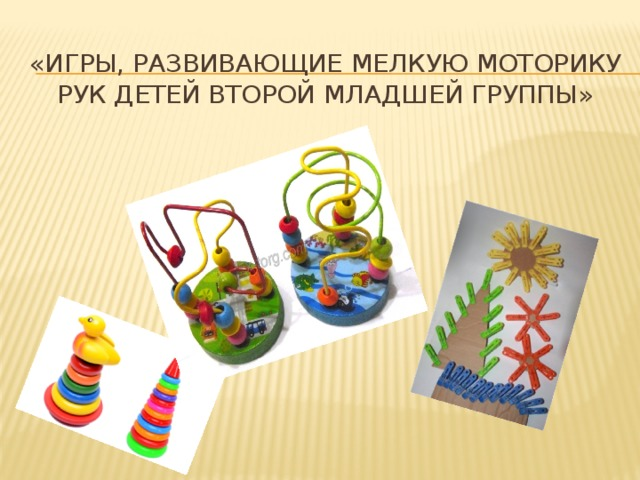 «ИГРЫ, РАЗВИВАЮЩИЕ МЕЛКУЮ МОТОРИКУ
РУК ДЕТЕЙ ВТОРОЙ МЛАДШЕЙ ГРУППЫ»